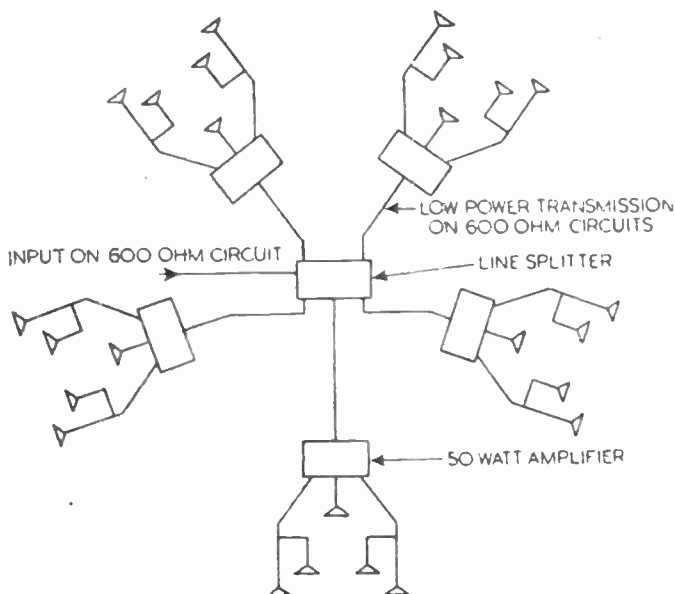 LOW POWER TRANSMISSION
ON 600 OHM CIRCUITS
INPUT ON 600 OHM CIRCUIT
LINE SPLITTER
50 WATT AMPLIFIER